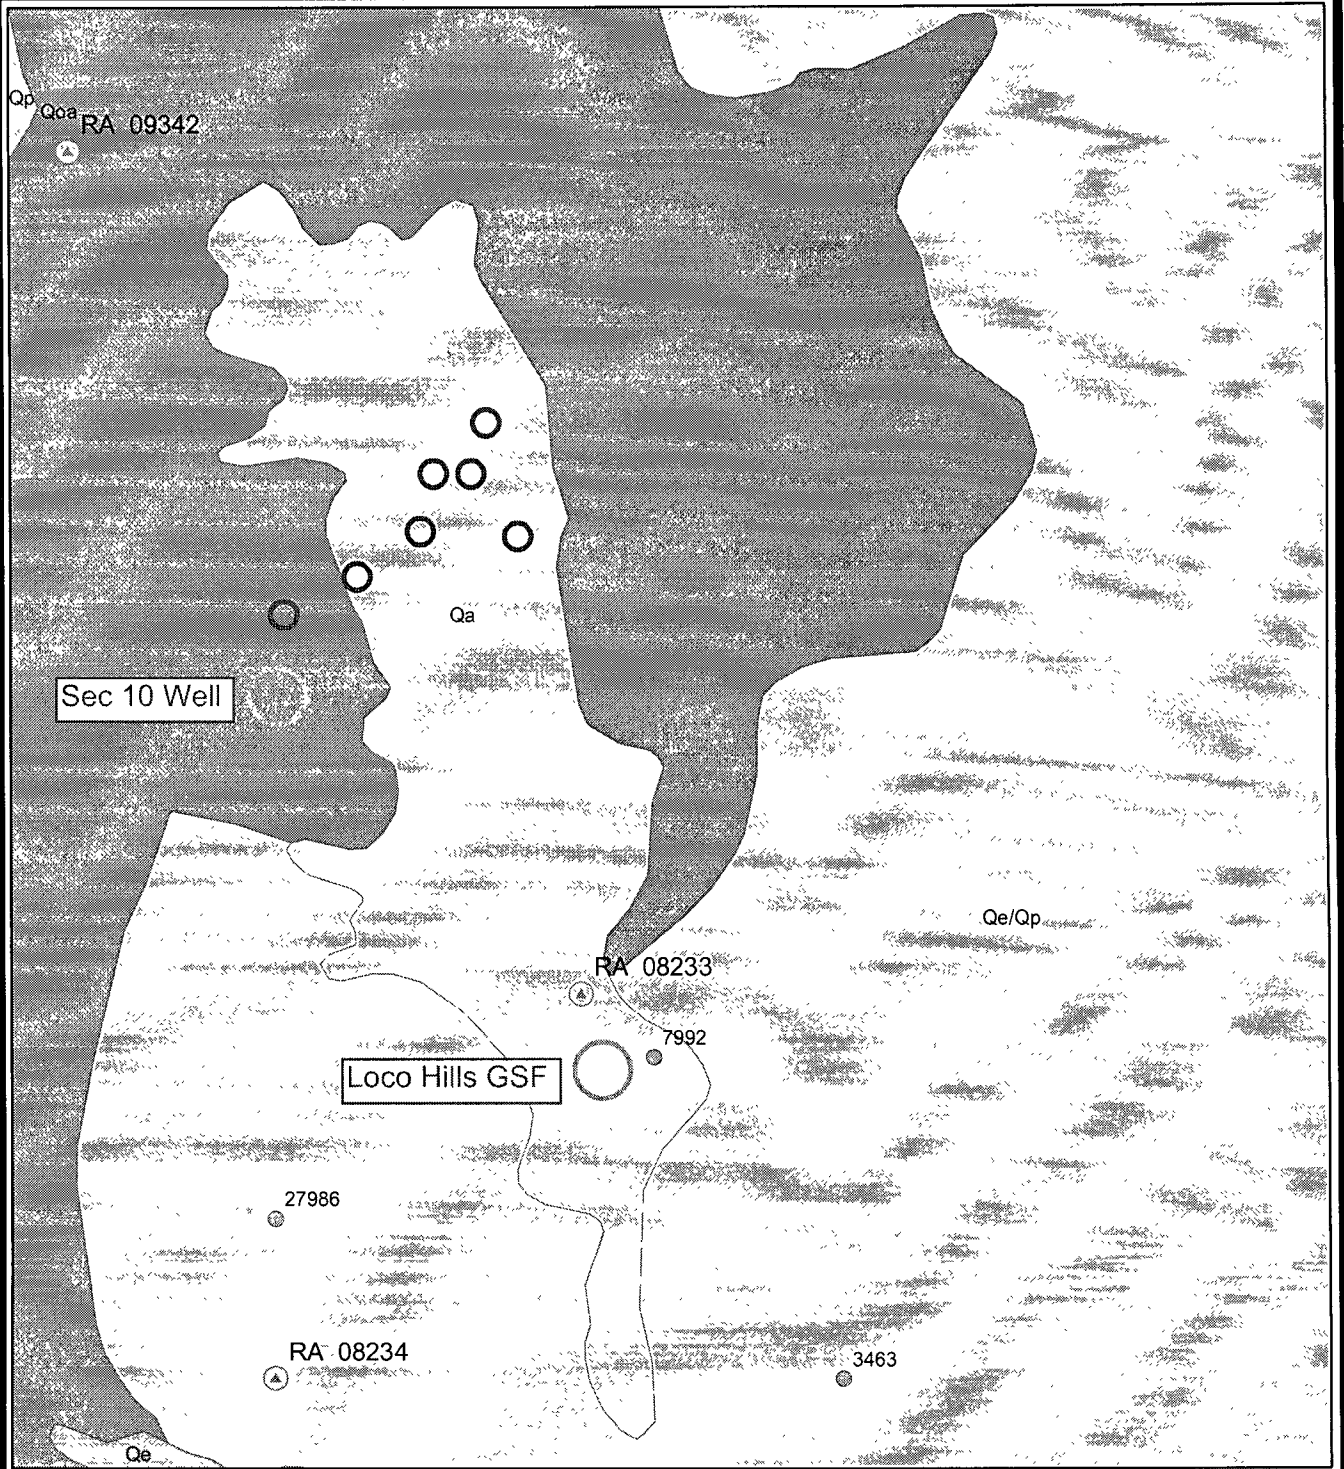 Qp
Qoa
RA 09342
Qa
Sec 10 Well
Qe/Qp
RA 08233
7992
Loco Hills GSF
27986
RA 08234
3463
Qe